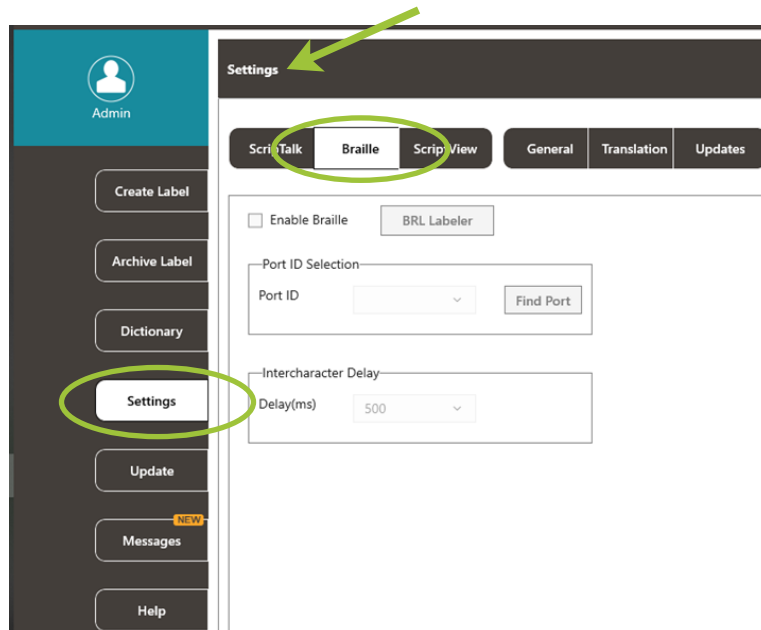 Admin
Create Label
Archive Label
Dictionary
Settings
Update
NEW
Messages
Help
Settings
ScripTalk Braille ScriptView General Translation Updates
Enable Braille BRL Labeler
Port ID Selection
Port ID Find Port
Intercharacter Delay
Delay(ms) 500